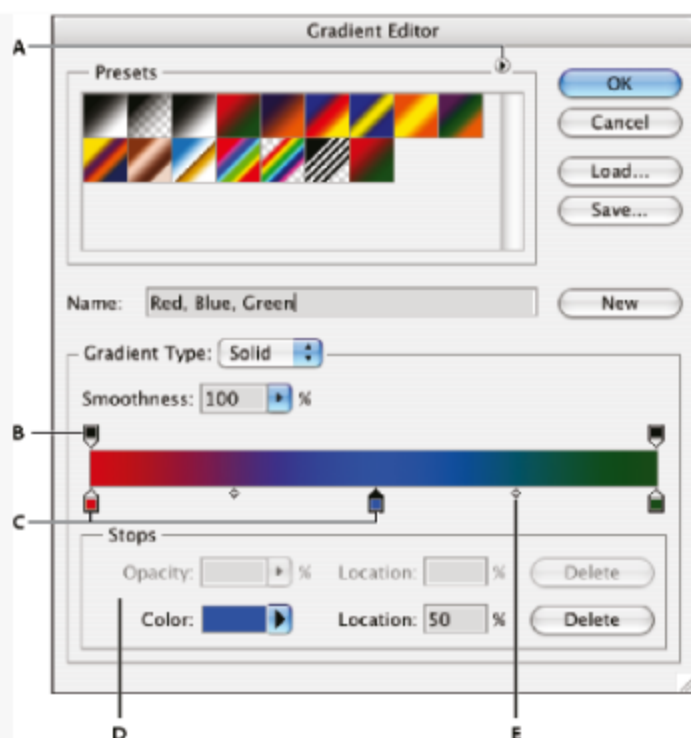 Gradient Editor
A
Presets
OK
Cancel
Load...
Save...
Name: Red, Blue, Green
New
Gradient Type: Solid
Smoothness: 100 %
B
C
Stops
Opacity: % Location: % Delete
Color: Location: 50 % Delete
D E